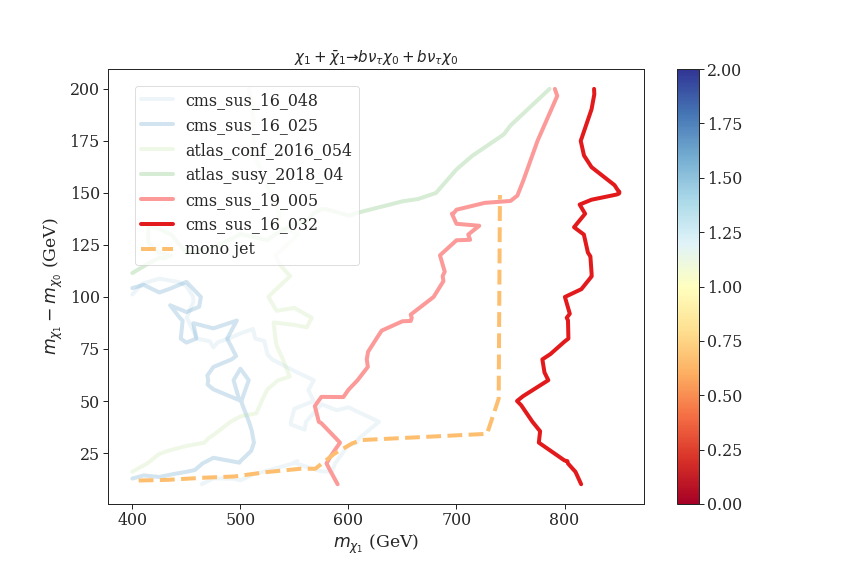 χ₁ + χ̄₁→bν_τχ₀ + bν_τχ₀
cms_sus_16_048
cms_sus_16_025
atlas_conf_2016_054
atlas_susy_2018_04
cms_sus_19_005
cms_sus_16_032
mono jet
200
175
150
125
100
75
50
25
m_χ₁ − m_χ₀ (GeV)
400 500 600 700 800
m_χ₁ (GeV)
2.00
1.75
1.50
1.25
1.00
0.75
0.50
0.25
0.00